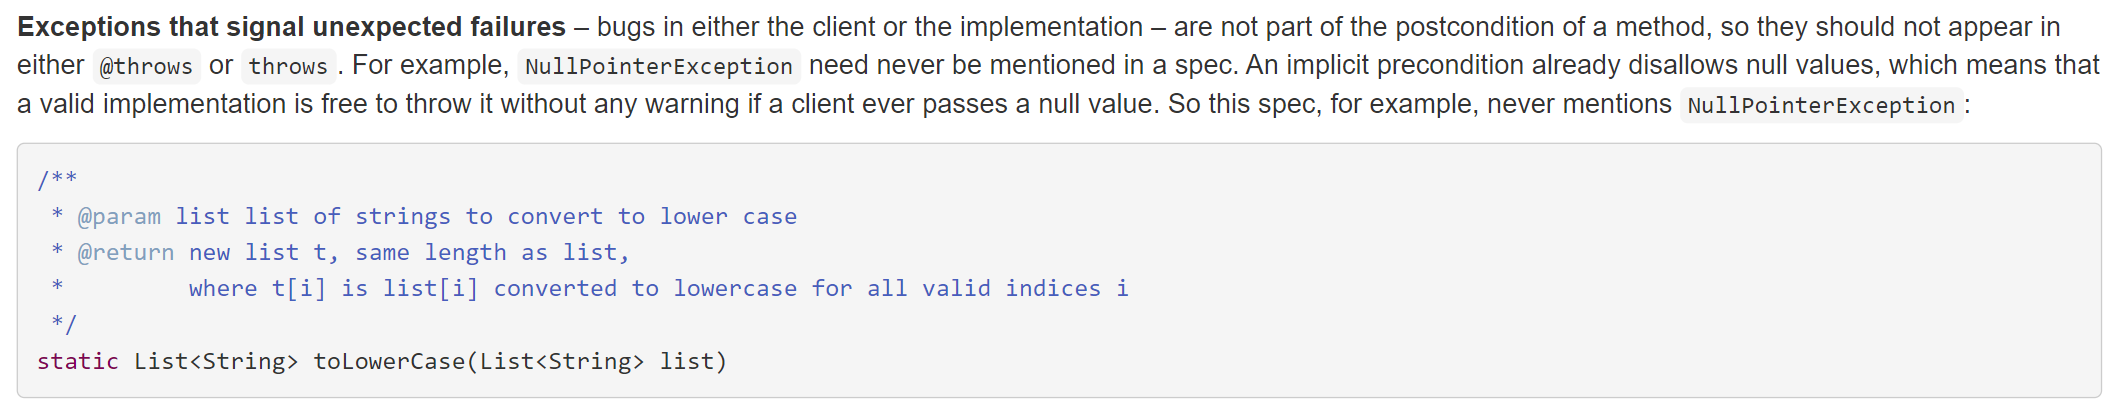 Exceptions that signal unexpected failures – bugs in either the client or the implementation – are not part of the postcondition of a method, so they should not appear in
either @throws or throws . For example, NullPointerException need never be mentioned in a spec. An implicit precondition already disallows null values, which means that
a valid implementation is free to throw it without any warning if a client ever passes a null value. So this spec, for example, never mentions NullPointerException :
/**
 * @param list list of strings to convert to lower case
 * @return new list t, same length as list,
 *         where t[i] is list[i] converted to lowercase for all valid indices i
 */
static List<String> toLowerCase(List<String> list)